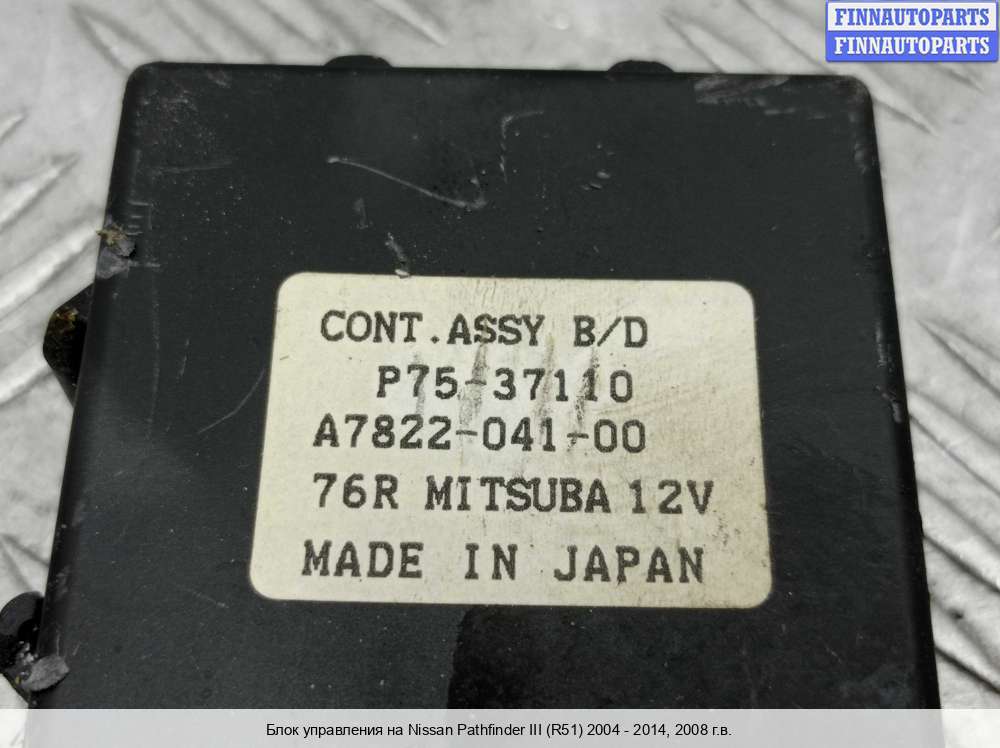 FINNAUTOPARTS
FINNAUTOPARTS
CONT.ASSY B/D
P75-37110
A7822-041-00
76R MITSUBA 12V
MADE IN JAPAN
Блок управления на Nissan Pathfinder III (R51) 2004 - 2014, 2008 г.в.